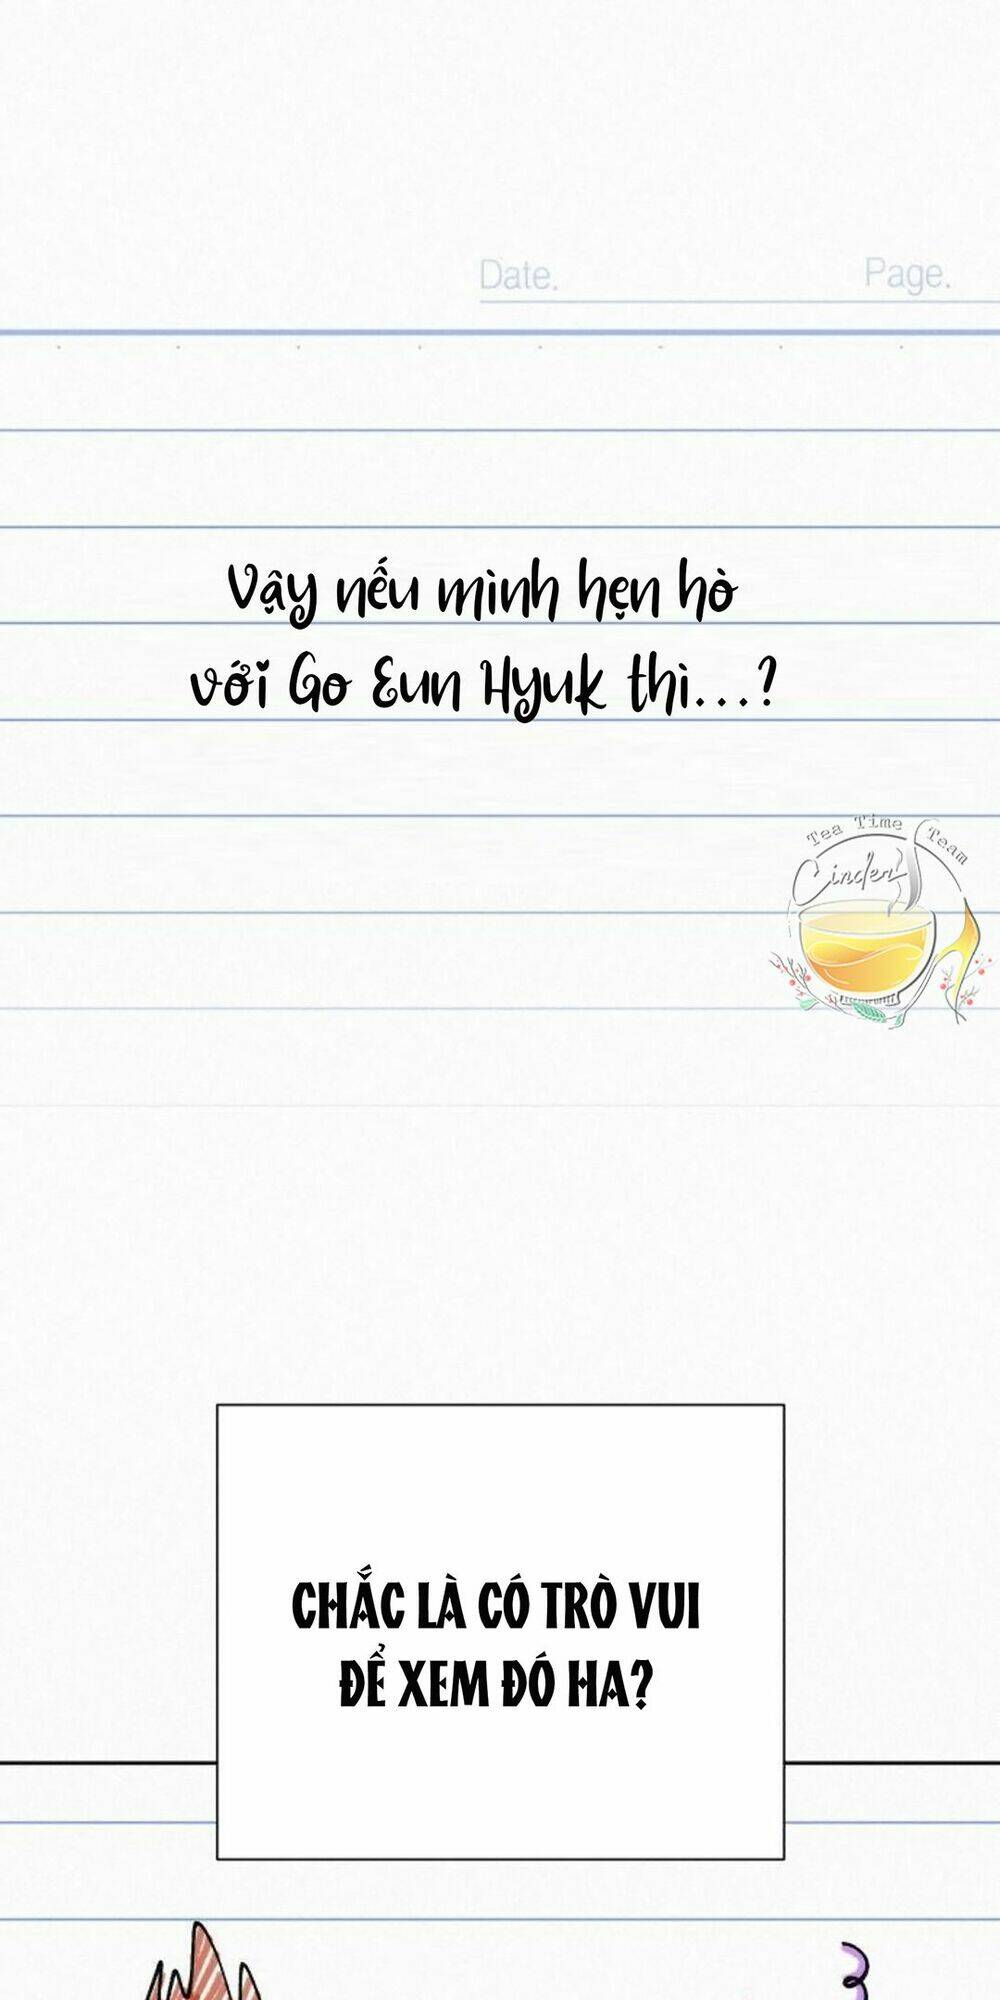 Date.
Page.
Vậy nếu mình hẹn hò
với Go Eun Hyuk thì...?
Tea Time Team
Cinder
CHẮC LÀ CÓ TRÒ VUI
ĐỂ XEM ĐÓ HA?